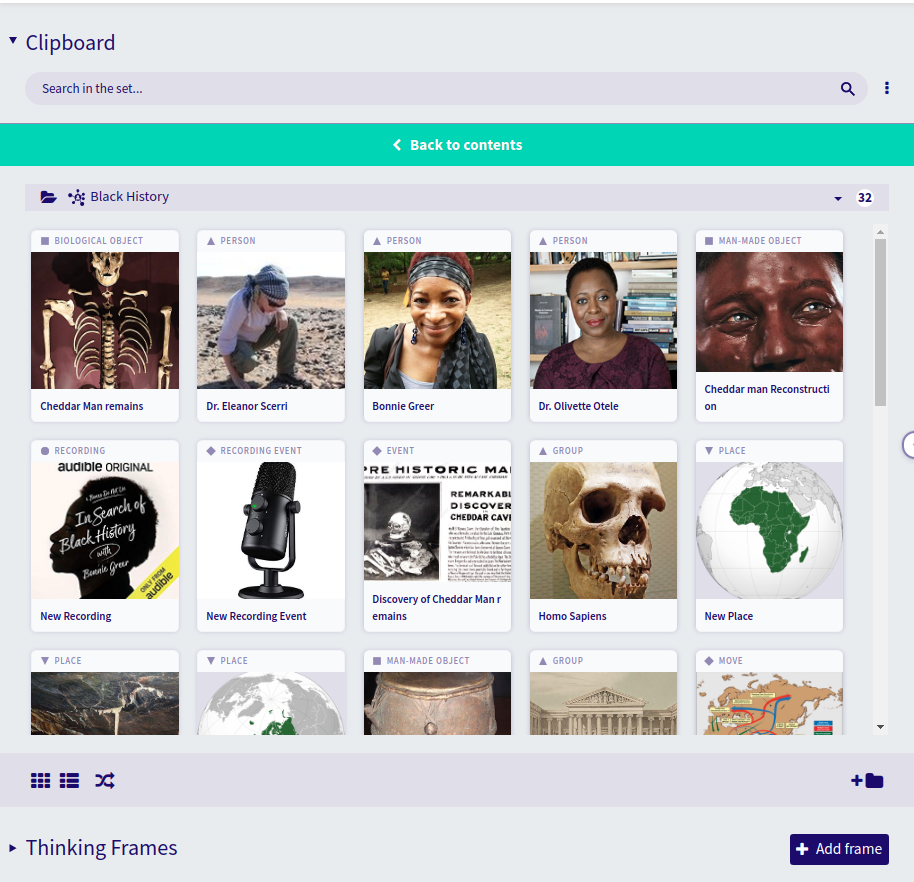 Clipboard
Search in the set...
Back to contents
Black History
32
BIOLOGICAL OBJECT
Cheddar Man remains
PERSON
Dr. Eleanor Scerri
PERSON
Bonnie Greer
PERSON
Dr. Olivette Otele
MAN-MADE OBJECT
Cheddar man Reconstructi
on
RECORDING
audible ORIGINAL
In Search of
Black History
with
Bonnie Greer
ONLY FROM
audible
New Recording
RECORDING EVENT
New Recording Event
EVENT
PRE HISTORIC MA
REMARKABL
DISCOVER
CHEDDAR CAVE
Discovery of Cheddar Man r
emains
GROUP
Homo Sapiens
PLACE
New Place
PLACE
PLACE
MAN-MADE OBJECT
GROUP
MOVE
Thinking Frames
Add frame